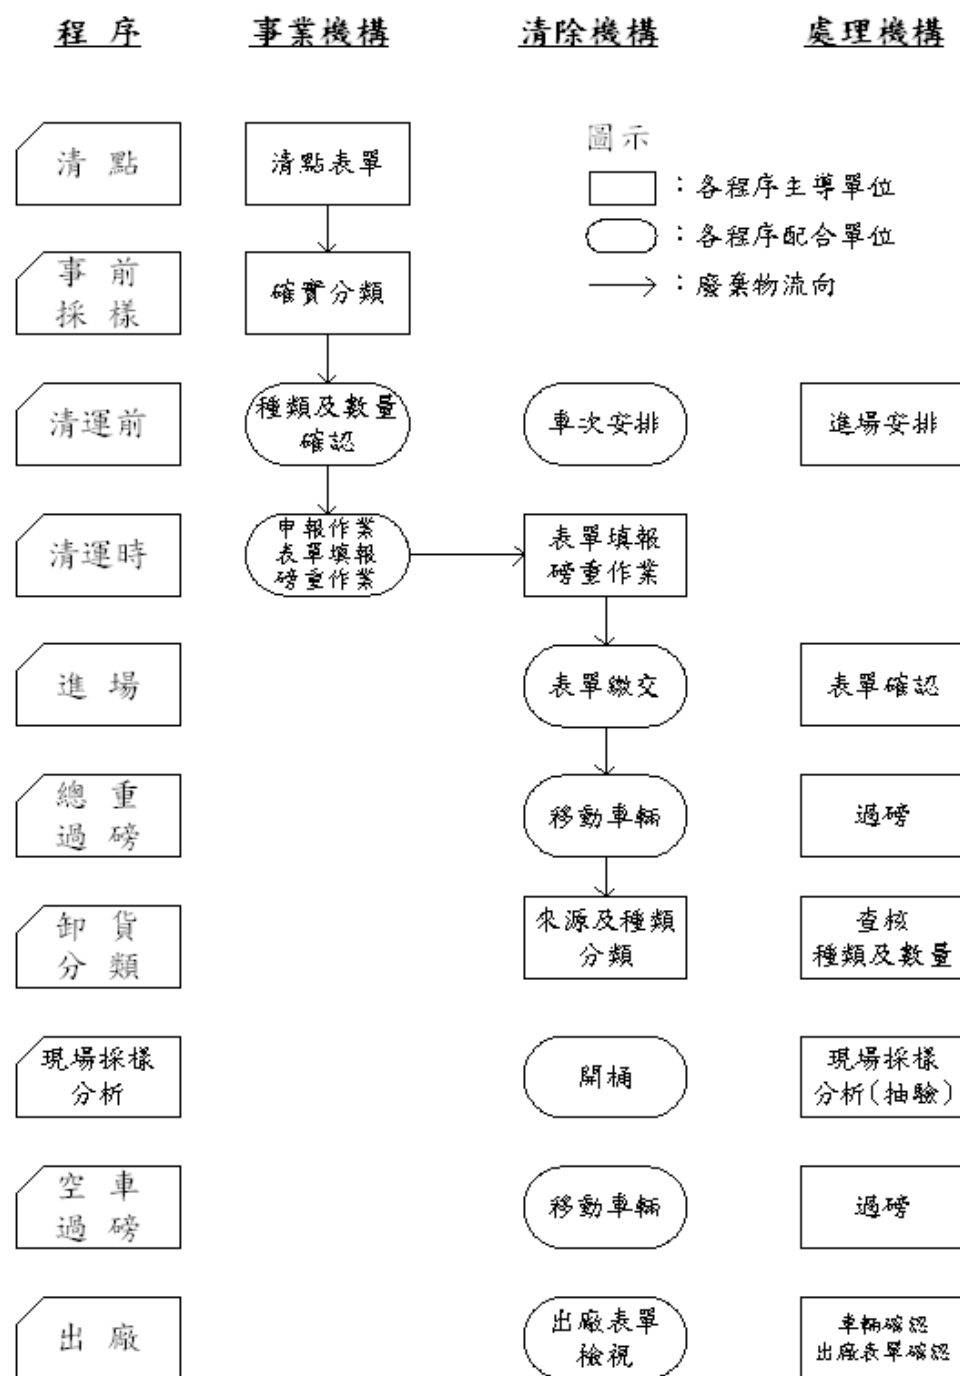 程 序 事業機構 清除機構 處理機構
清 點
清點表單
圖示
：各程序主導單位
：各程序配合單位
：廢棄物流向
事 前
採 樣
確實分類
清運前
種類及數量
確認
車次安排
進場安排
清運時
申報作業
表單填報
磅重作業
表單填報
磅重作業
進 場
表單繳交
表單確認
總 重
過 磅
移動車輛
過磅
卸 貨
分 類
來源及種類
分類
查核
種類及數量
現場採樣
分析
開桶
現場採樣
分析(抽驗)
空 車
過 磅
移動車輛
過磅
出 廠
出廠表單
檢視
車輛確認
出廠表單確認